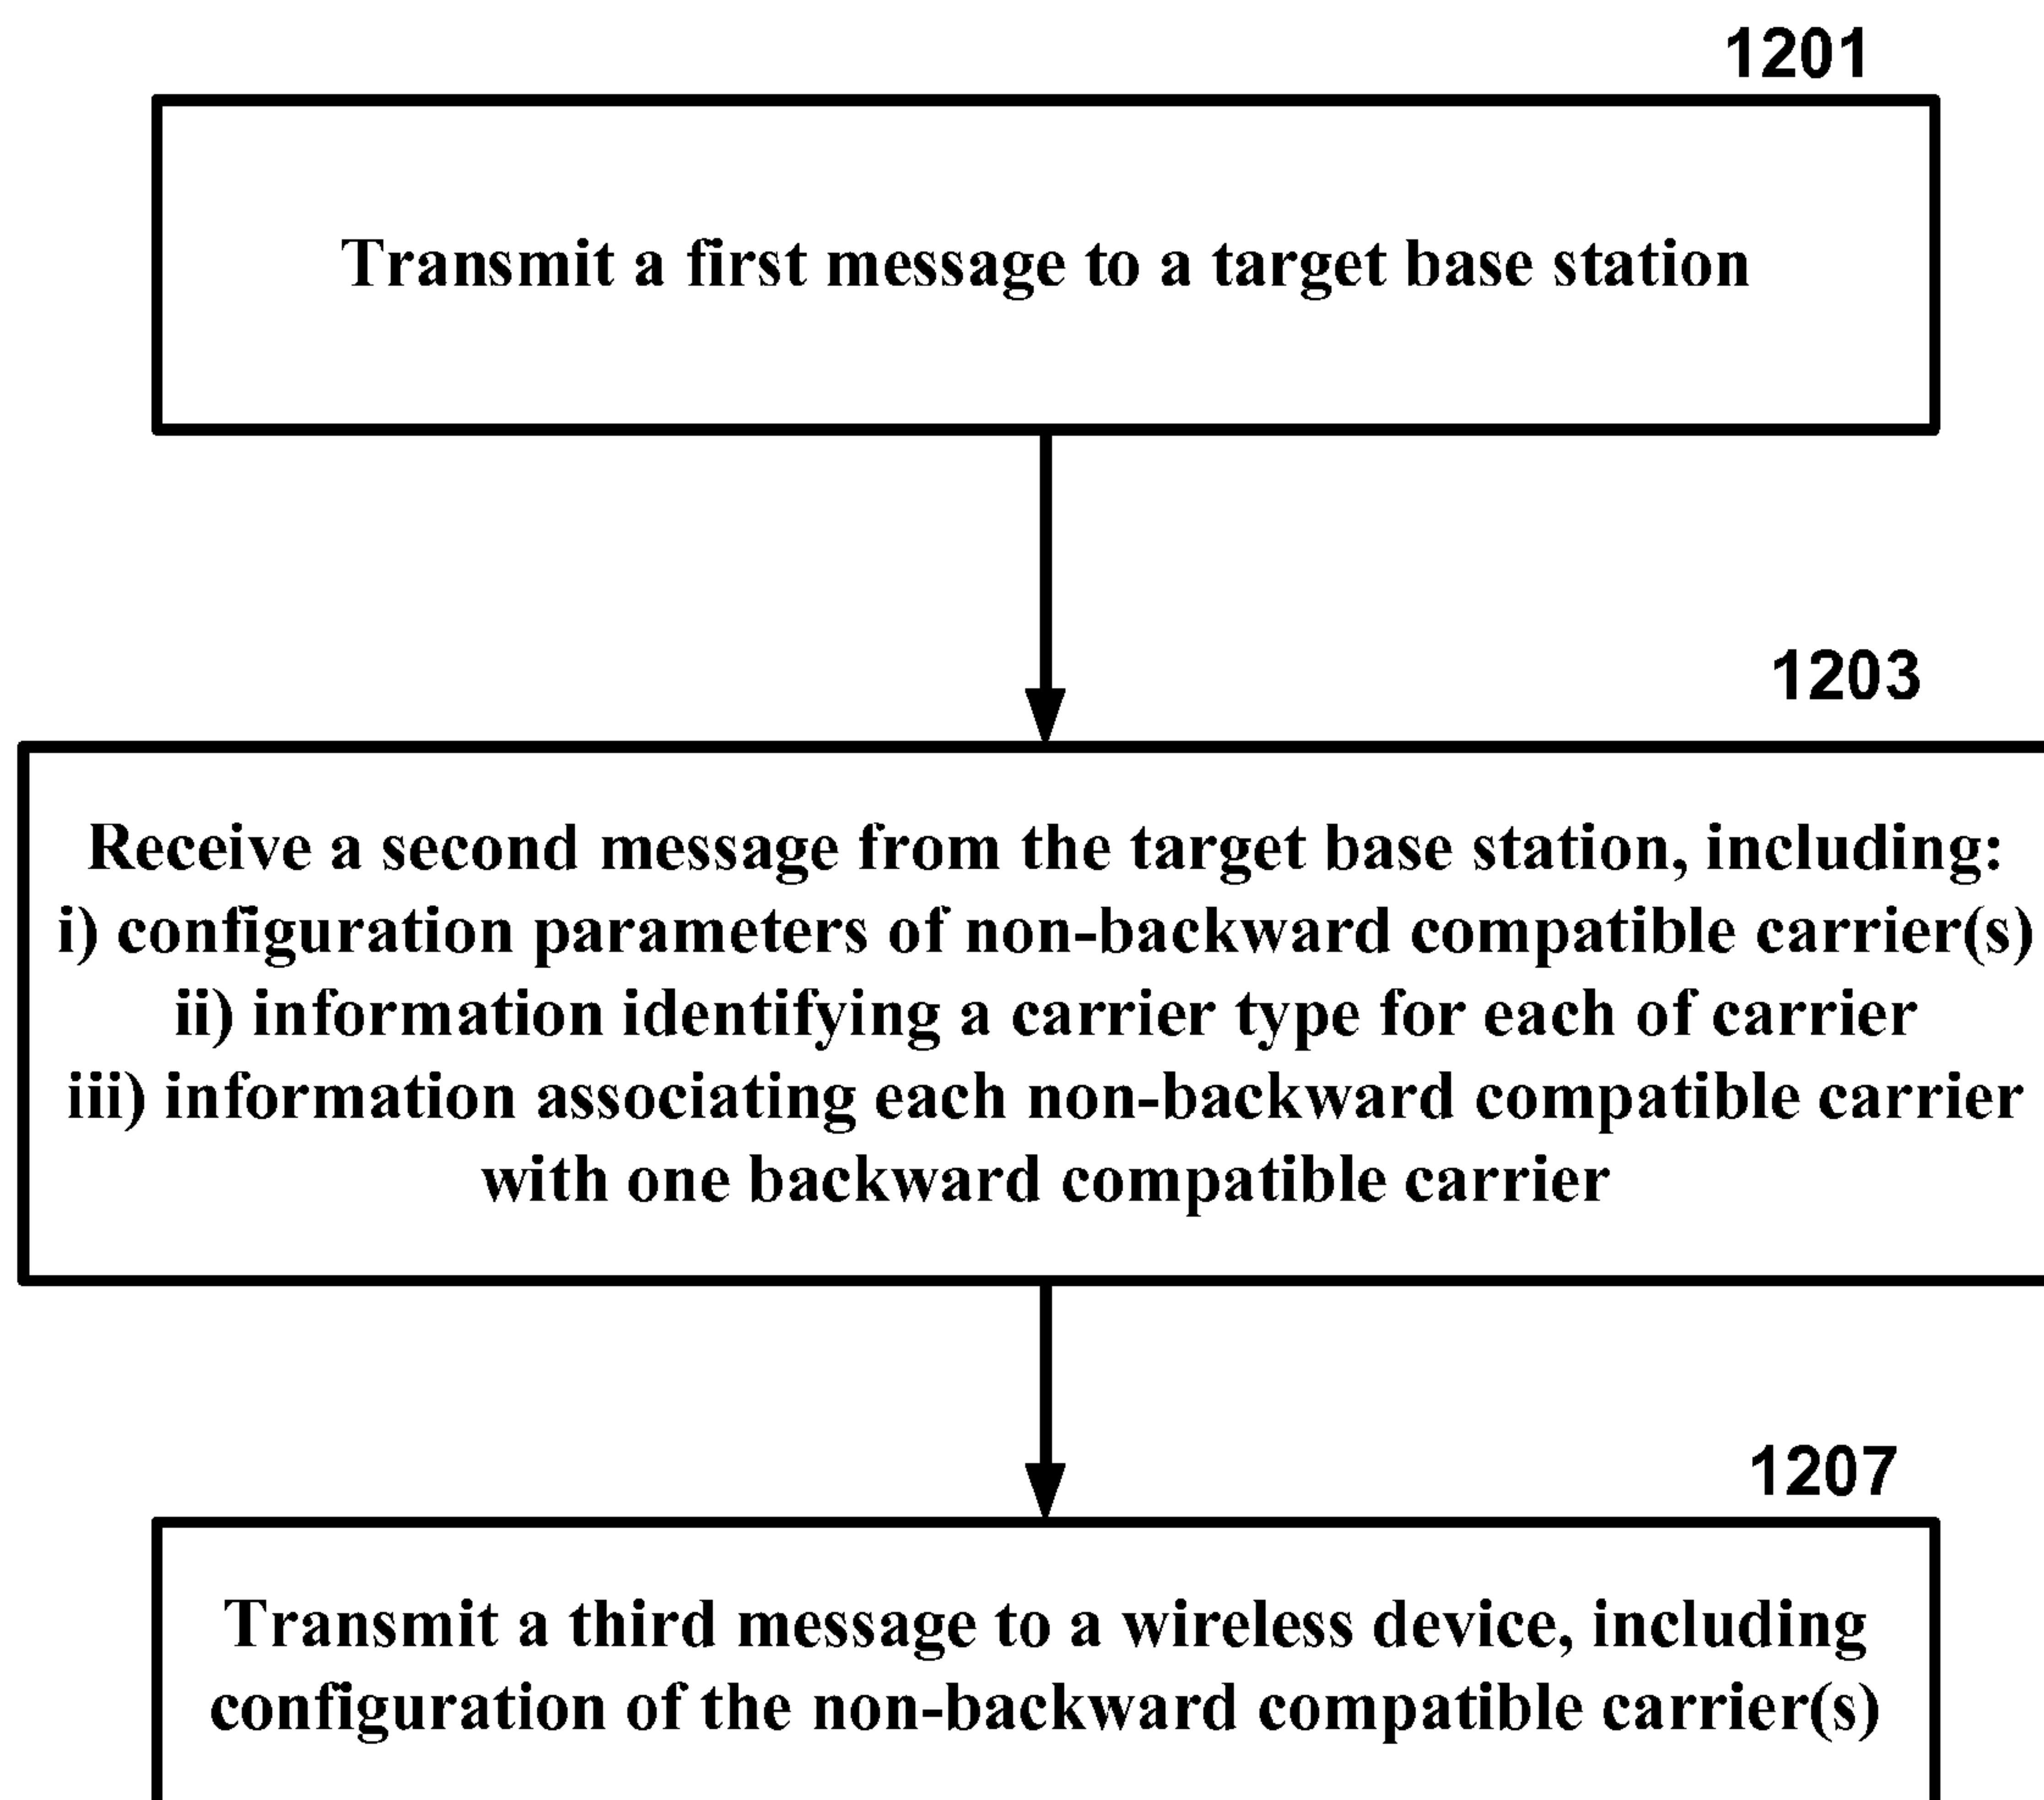 1201
Transmit a first message to a target base station
1203
Receive a second message from the target base station, including:
i) configuration parameters of non-backward compatible carrier(s)
ii) information identifying a carrier type for each of carrier
iii) information associating each non-backward compatible carrier
with one backward compatible carrier
1207
Transmit a third message to a wireless device, including
configuration of the non-backward compatible carrier(s)